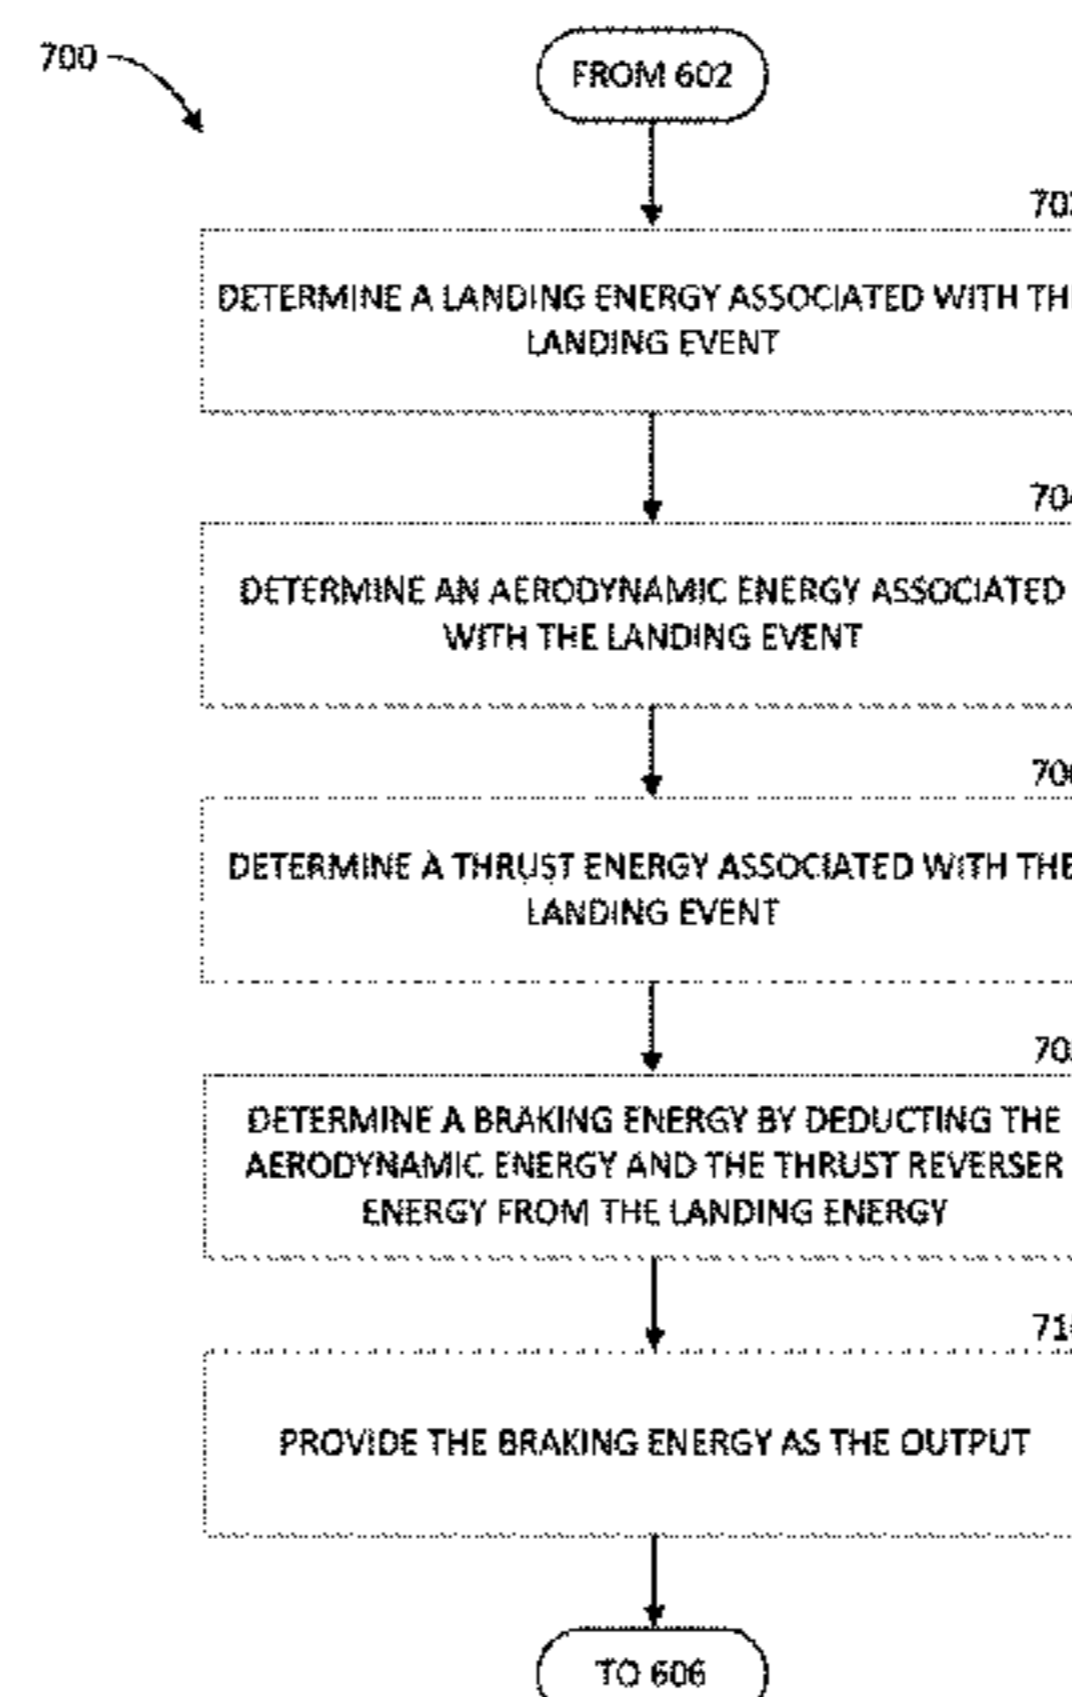 700
FROM 602
DETERMINE A LANDING ENERGY ASSOCIATED WITH
LANDING EVENT
DETERMINE AN AERODYNAMIC ENERGY ASSOCIATED
WITH THE LANDING EVENT
DETERMINE A THRUST ENERGY ASSOCIATED WITH THE
LANDING EVENT
DETERMINE A BRAKING ENERGY BY DEDUCTING THE
AERODYNAMIC ENERGY AND THE THRUST REVERSER
ENERGY FROM THE LANDING ENERGY
PROVIDE THE BRAKING ENERGY AS THE OUTPUT
TO 606